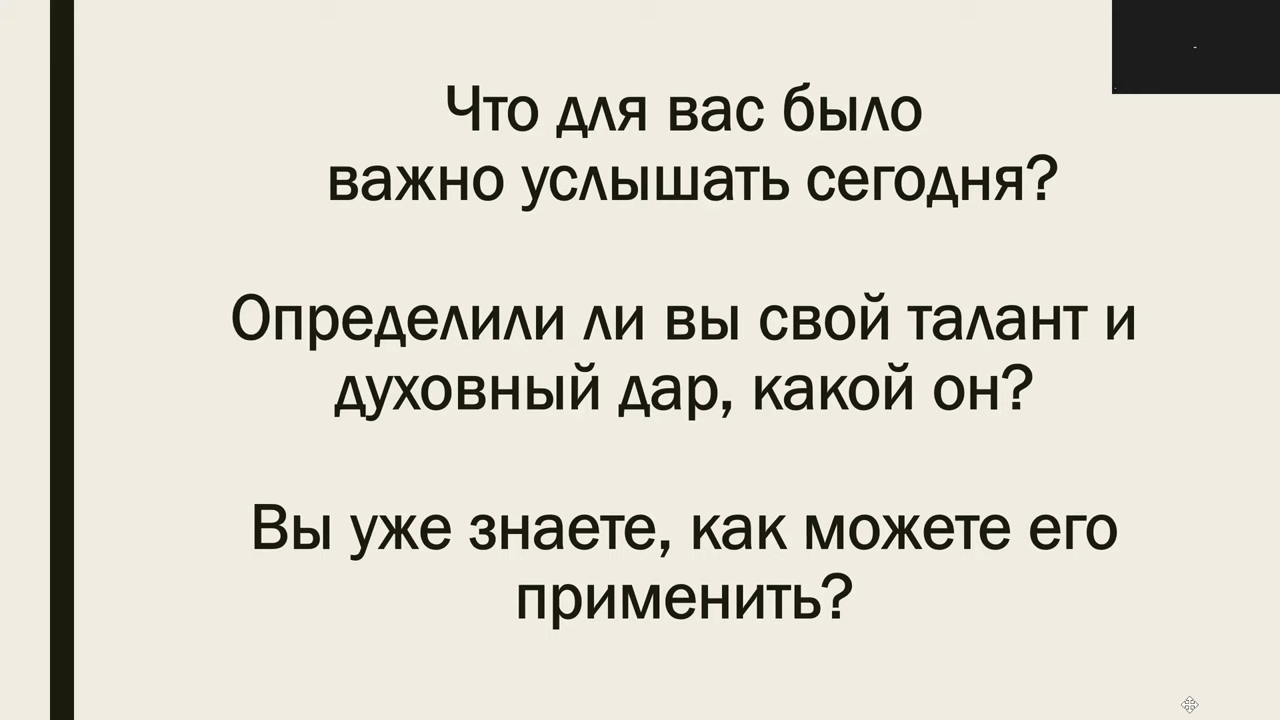 Что для вас было
важно услышать сегодня?
Определили ли вы свой талант и
духовный дар, какой он?
Вы уже знаете, как можете его
применить?